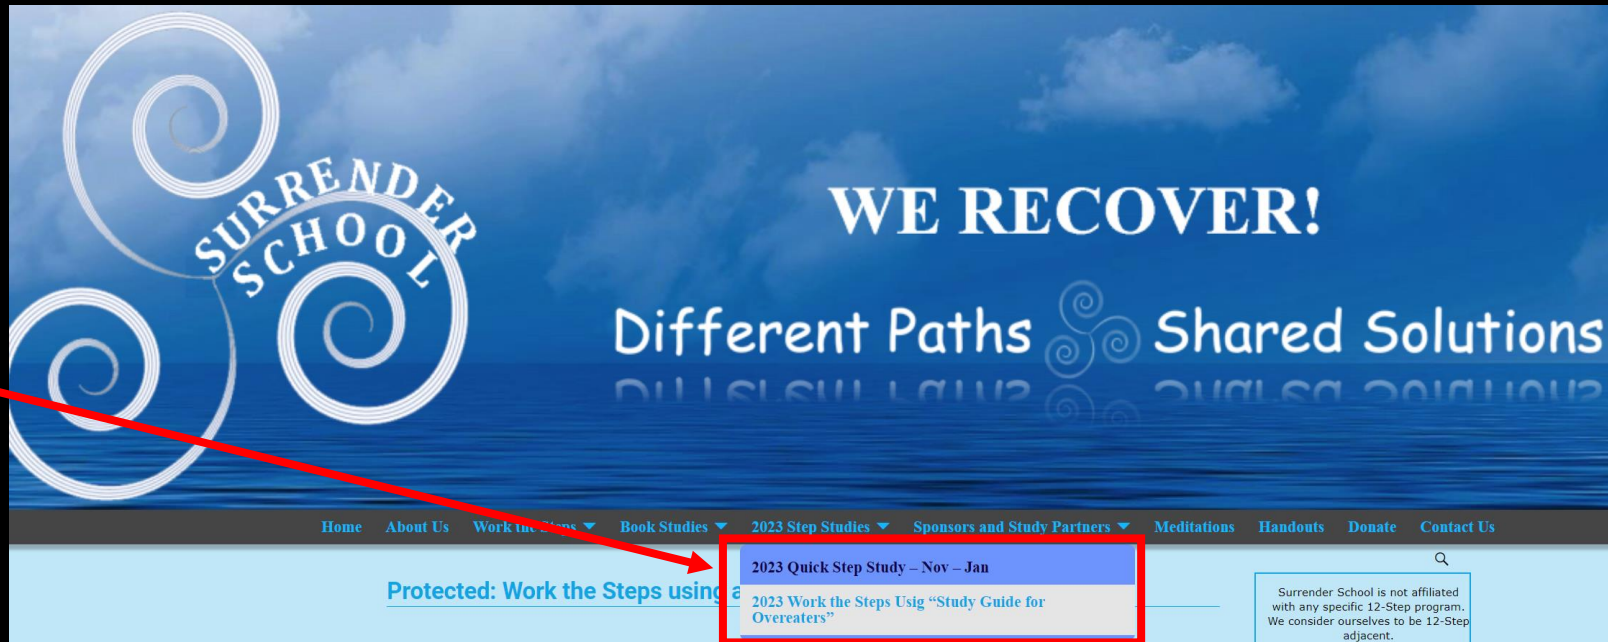 SURRENDER
SCHOOL
WE RECOVER!
Different Paths Shared Solutions
Home About Us Work the Steps Book Studies 2023 Step Studies Sponsors and Study Partners Meditations Handouts Donate Contact Us
2023 Quick Step Study – Nov – Jan
Protected: Work the Steps using a
2023 Work the Steps Usig “Study Guide for
Overeaters”
Surrender School is not affiliated
with any specific 12-Step program.
We consider ourselves to be 12-Step
adjacent.